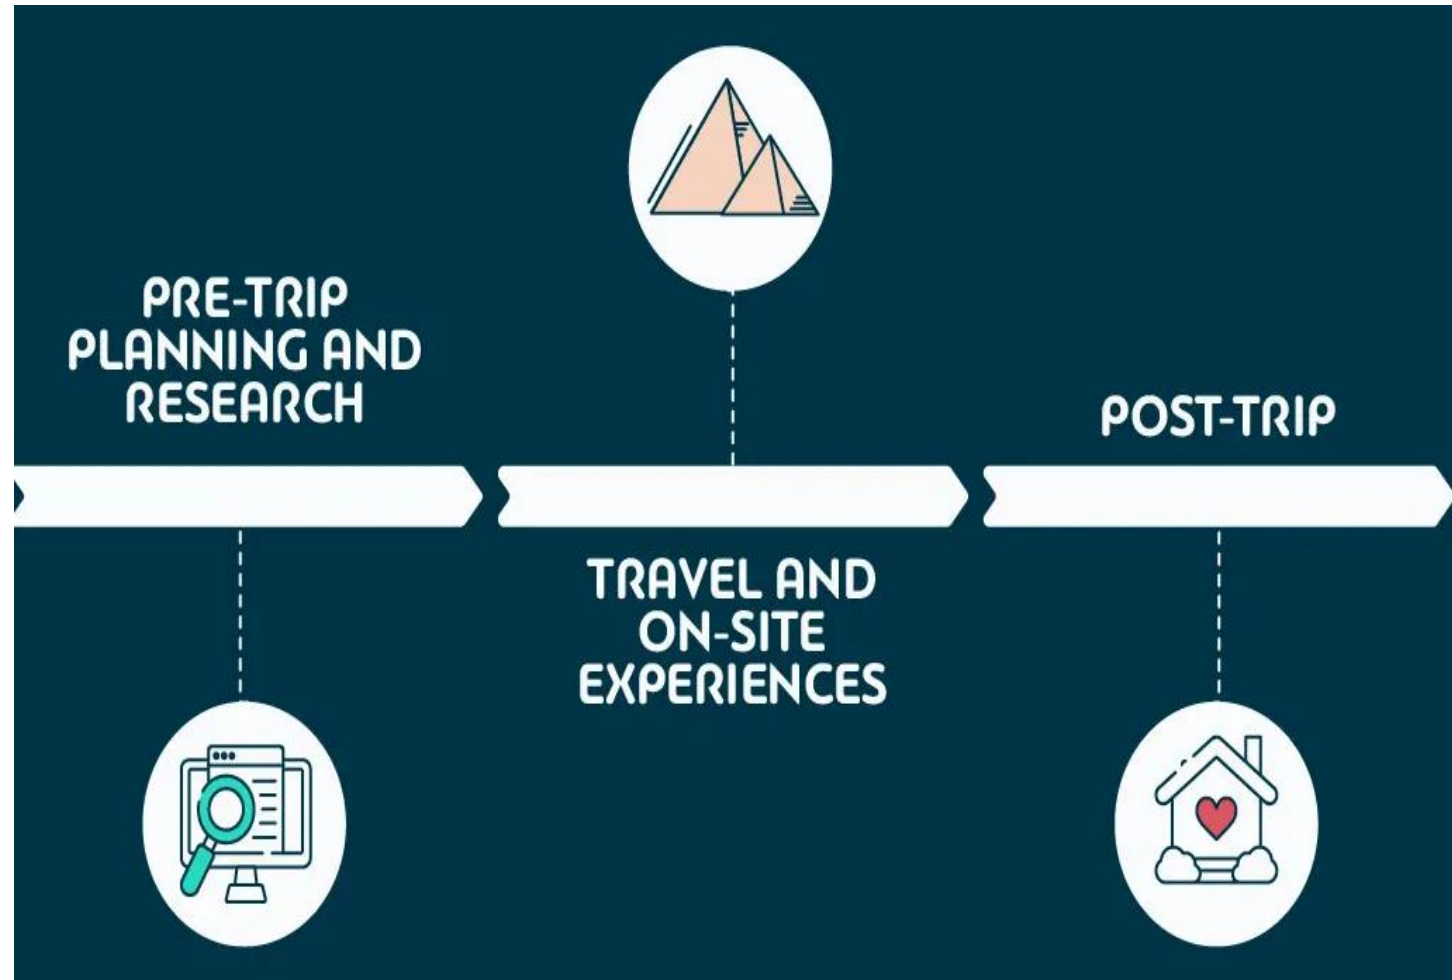 PRE-TRIP
PLANNING AND
RESEARCH
TRAVEL AND
ON-SITE
EXPERIENCES
POST-TRIP